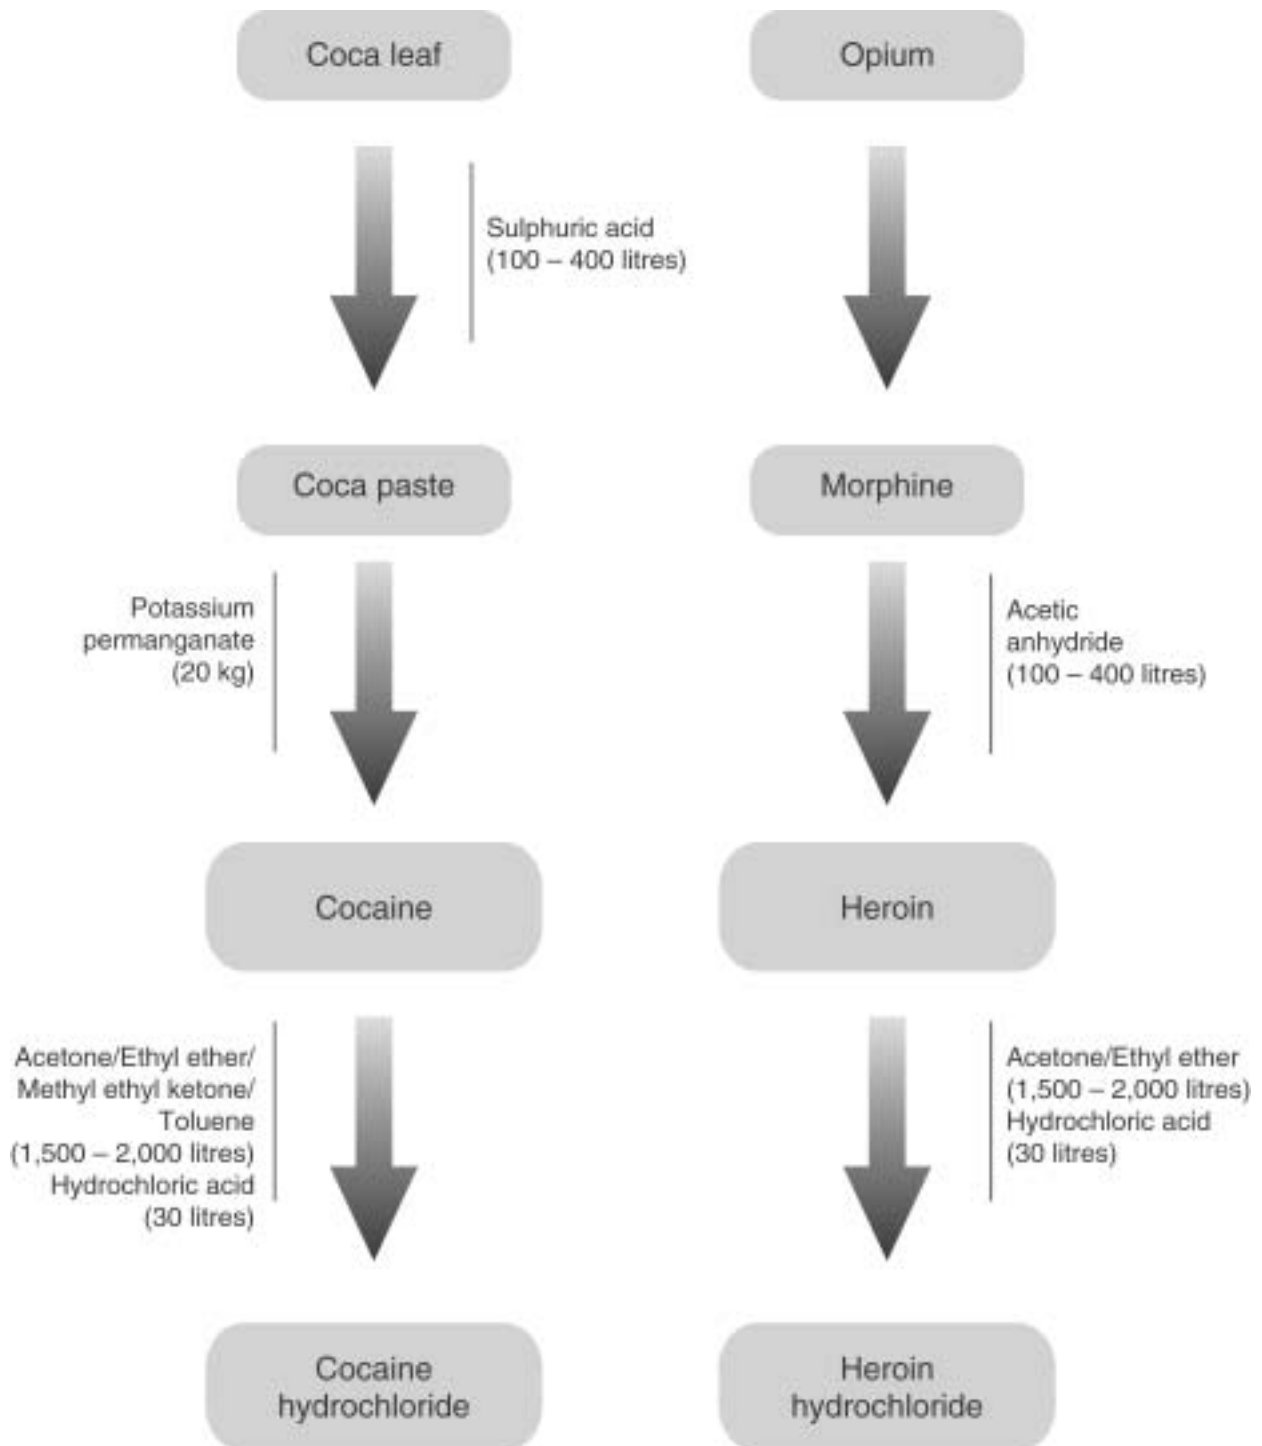 Coca leaf
Opium
Sulphuric acid
(100 – 400 litres)
Coca paste
Morphine
Potassium
permanganate
(20 kg)
Acetic
anhydride
(100 – 400 litres)
Cocaine
Heroin
Acetone/Ethyl ether/
Methyl ethyl ketone/
Toluene
(1,500 – 2,000 litres)
Hydrochloric acid
(30 litres)
Acetone/Ethyl ether
(1,500 – 2,000 litres)
Hydrochloric acid
(30 litres)
Cocaine
hydrochloride
Heroin
hydrochloride